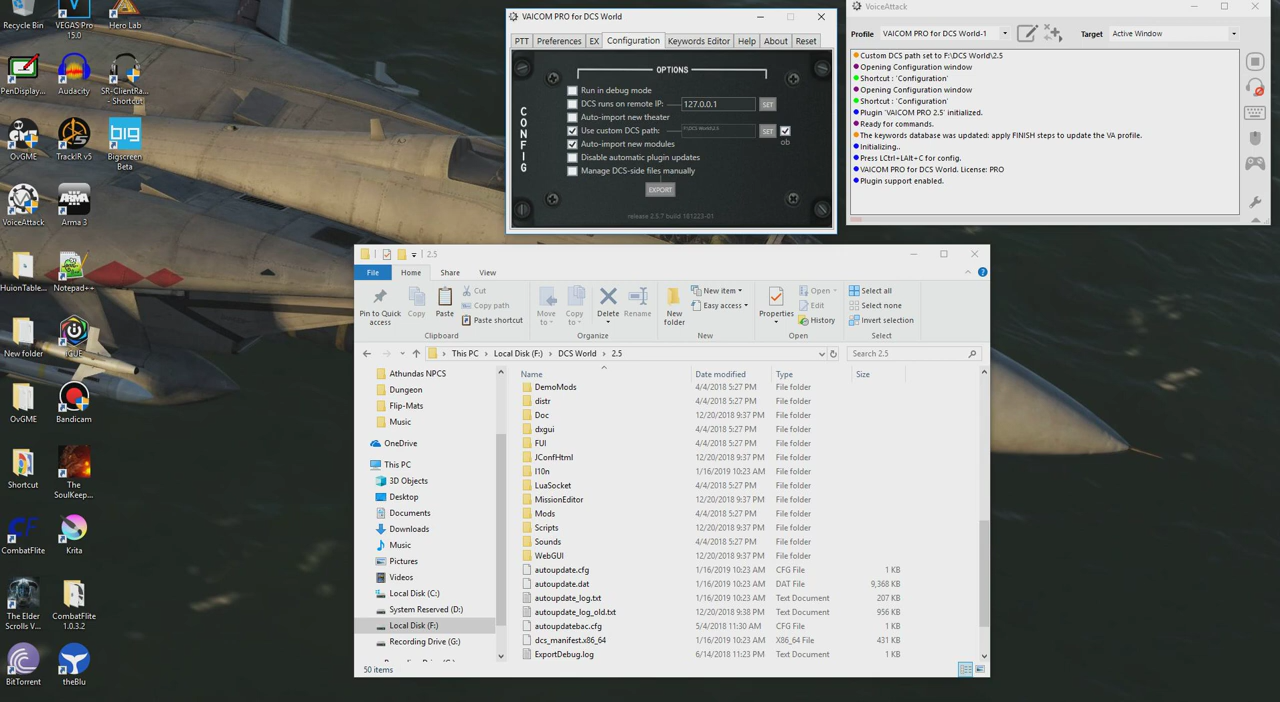 Recycle Bin
VEGAS Pro 15.0
Hero Lab
PenDisplay...
Audacity
SR-ClientRa... - Shortcut
OvGME
TrackIR v5
Bigscreen Beta
VoiceAttack
Arma 3
HuionTable...
Notepad++
New folder
iCUE
OvGME
Bandicam
Shortcut
The SoulKeep...
CombatFlite
Krita
The Elder Scrolls V...
CombatFlite 1.0.3.2
BitTorrent
theBlu
big
VAICOM PRO for DCS World
PTT Preferences EX Configuration Keywords Editor Help About Reset
OPTIONS
CONFIG
Run in debug mode
DCS runs on remote IP: 127.0.0.1 SET
Auto-import new theater
Use custom DCS path: F:\DCS World\2.5 SET
ob
Auto-import new modules
Disable automatic plugin updates
Manage DCS-side files manually
EXPORT
release 2.5.7 build 181223-01
VoiceAttack
Profile VAICOM PRO for DCS World-1 Target Active Window
Custom DCS path set to F:\DCS World\2.5
Opening Configuration window
Shortcut : 'Configuration'
Opening Configuration window
Shortcut : 'Configuration'
Plugin 'VAICOM PRO 2.5' initialized.
Ready for commands.
The keywords database was updated: apply FINISH steps to update the VA profile.
Initializing..
Press LCtrl+LAlt+C for config.
VAICOM PRO for DCS World. License: PRO
Plugin support enabled.
2.5
File Home Share View
Pin to Quick access
Copy
Paste
Cut
Copy path
Paste shortcut
Move to
Copy to
Delete
Rename
New folder
New item
Easy access
Properties
Open
Edit
History
Select all
Select none
Invert selection
Clipboard Organize New Open Select
This PC > Local Disk (F:) > DCS World > 2.5
Search 2.5
Athundas NPCS
Dungeon
Flip-Mats
Music
OneDrive
This PC
3D Objects
Desktop
Documents
Downloads
Music
Pictures
Videos
Local Disk (C:)
System Reserved (D:)
Local Disk (F:)
Recording Drive (G:)
Name Date modified Type Size
DemoMods 4/4/2018 5:27 PM File folder
distr 4/4/2018 5:27 PM File folder
Doc 12/20/2018 9:37 PM File folder
dxgui 4/4/2018 5:27 PM File folder
FUI 4/4/2018 5:27 PM File folder
JConfHtml 12/20/2018 9:37 PM File folder
l10n 1/16/2019 10:23 AM File folder
LuaSocket 4/4/2018 5:27 PM File folder
MissionEditor 12/20/2018 9:37 PM File folder
Mods 4/4/2018 5:27 PM File folder
Scripts 12/20/2018 9:37 PM File folder
Sounds 4/4/2018 5:27 PM File folder
WebGUI 12/20/2018 9:37 PM File folder
autoupdate.cfg 1/16/2019 10:23 AM CFG File 1 KB
autoupdate.dat 1/16/2019 10:23 AM DAT File 9,368 KB
autoupdate_log.txt 1/16/2019 10:23 AM Text Document 207 KB
autoupdate_log_old.txt 12/20/2018 9:38 PM Text Document 956 KB
autoupdatebac.cfg 5/4/2018 11:30 AM CFG File 1 KB
dcs_manifest.x86_64 1/16/2019 10:23 AM X86_64 File 431 KB
ExportDebug.log 6/14/2018 11:23 PM Text Document 1 KB
50 items